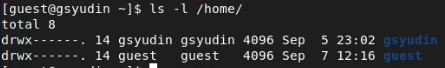 [guest@gsyudin ~]$ ls -l /home/
total 8
drwx------. 14 gsyudin gsyudin 4096 Sep  5 23:02 gsyudin
drwx------. 14 guest   guest   4096 Sep  7 12:16 guest